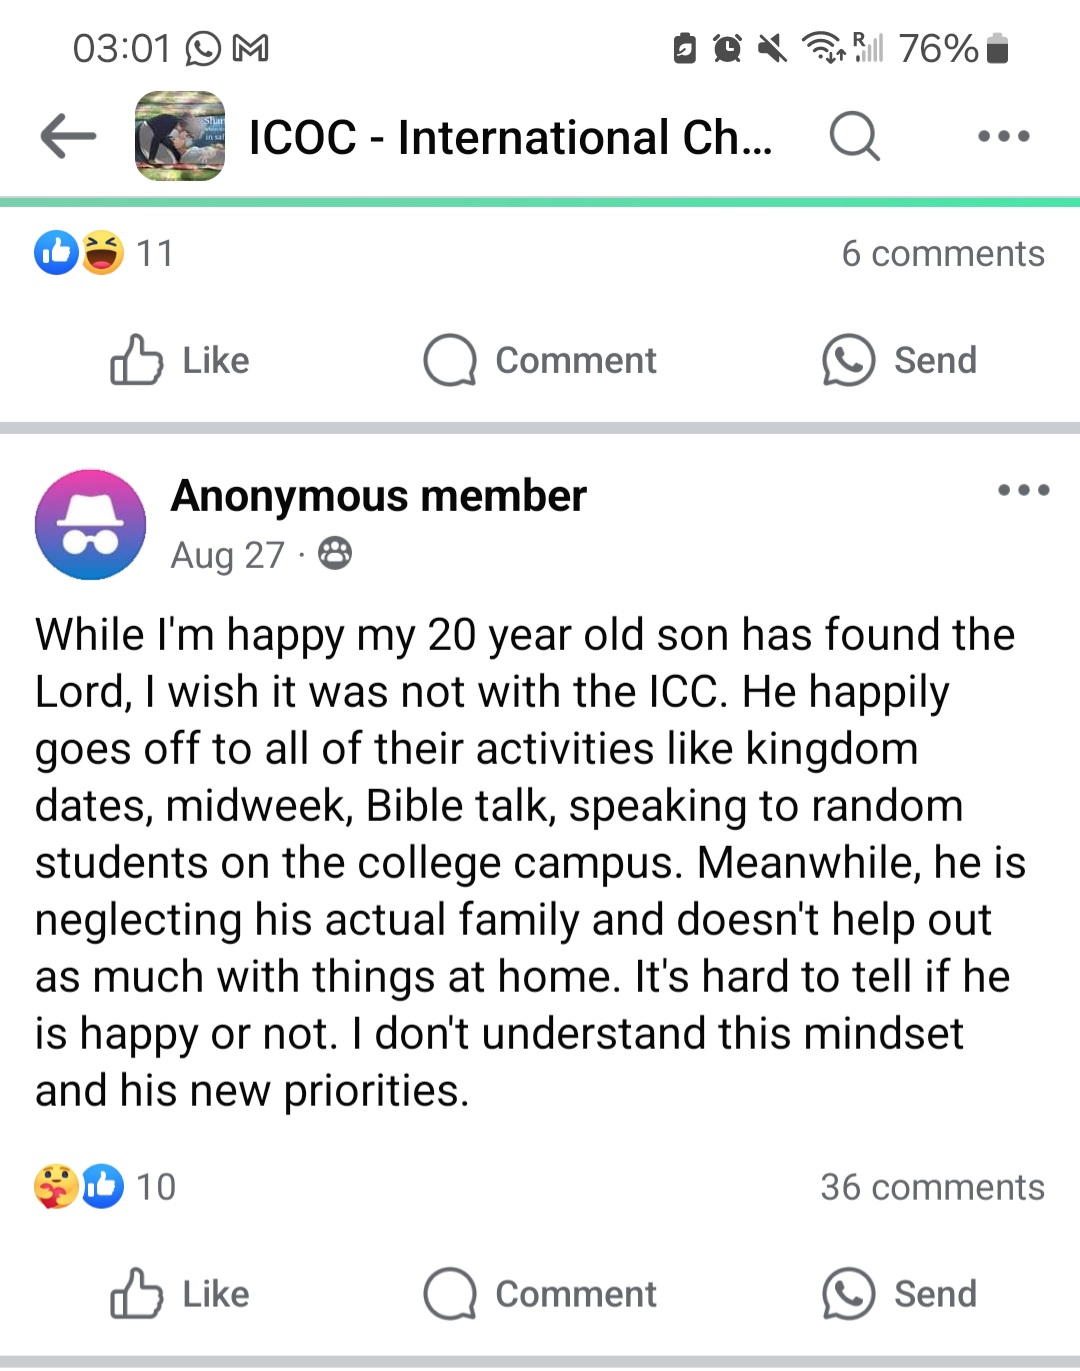 03:01 76%
ICOC - International Ch...
11 6 comments
Like Comment Send
Anonymous member
Aug 27 ·
While I'm happy my 20 year old son has found the
Lord, I wish it was not with the ICC. He happily
goes off to all of their activities like kingdom
dates, midweek, Bible talk, speaking to random
students on the college campus. Meanwhile, he is
neglecting his actual family and doesn't help out
as much with things at home. It's hard to tell if he
is happy or not. I don't understand this mindset
and his new priorities.
10 36 comments
Like Comment Send